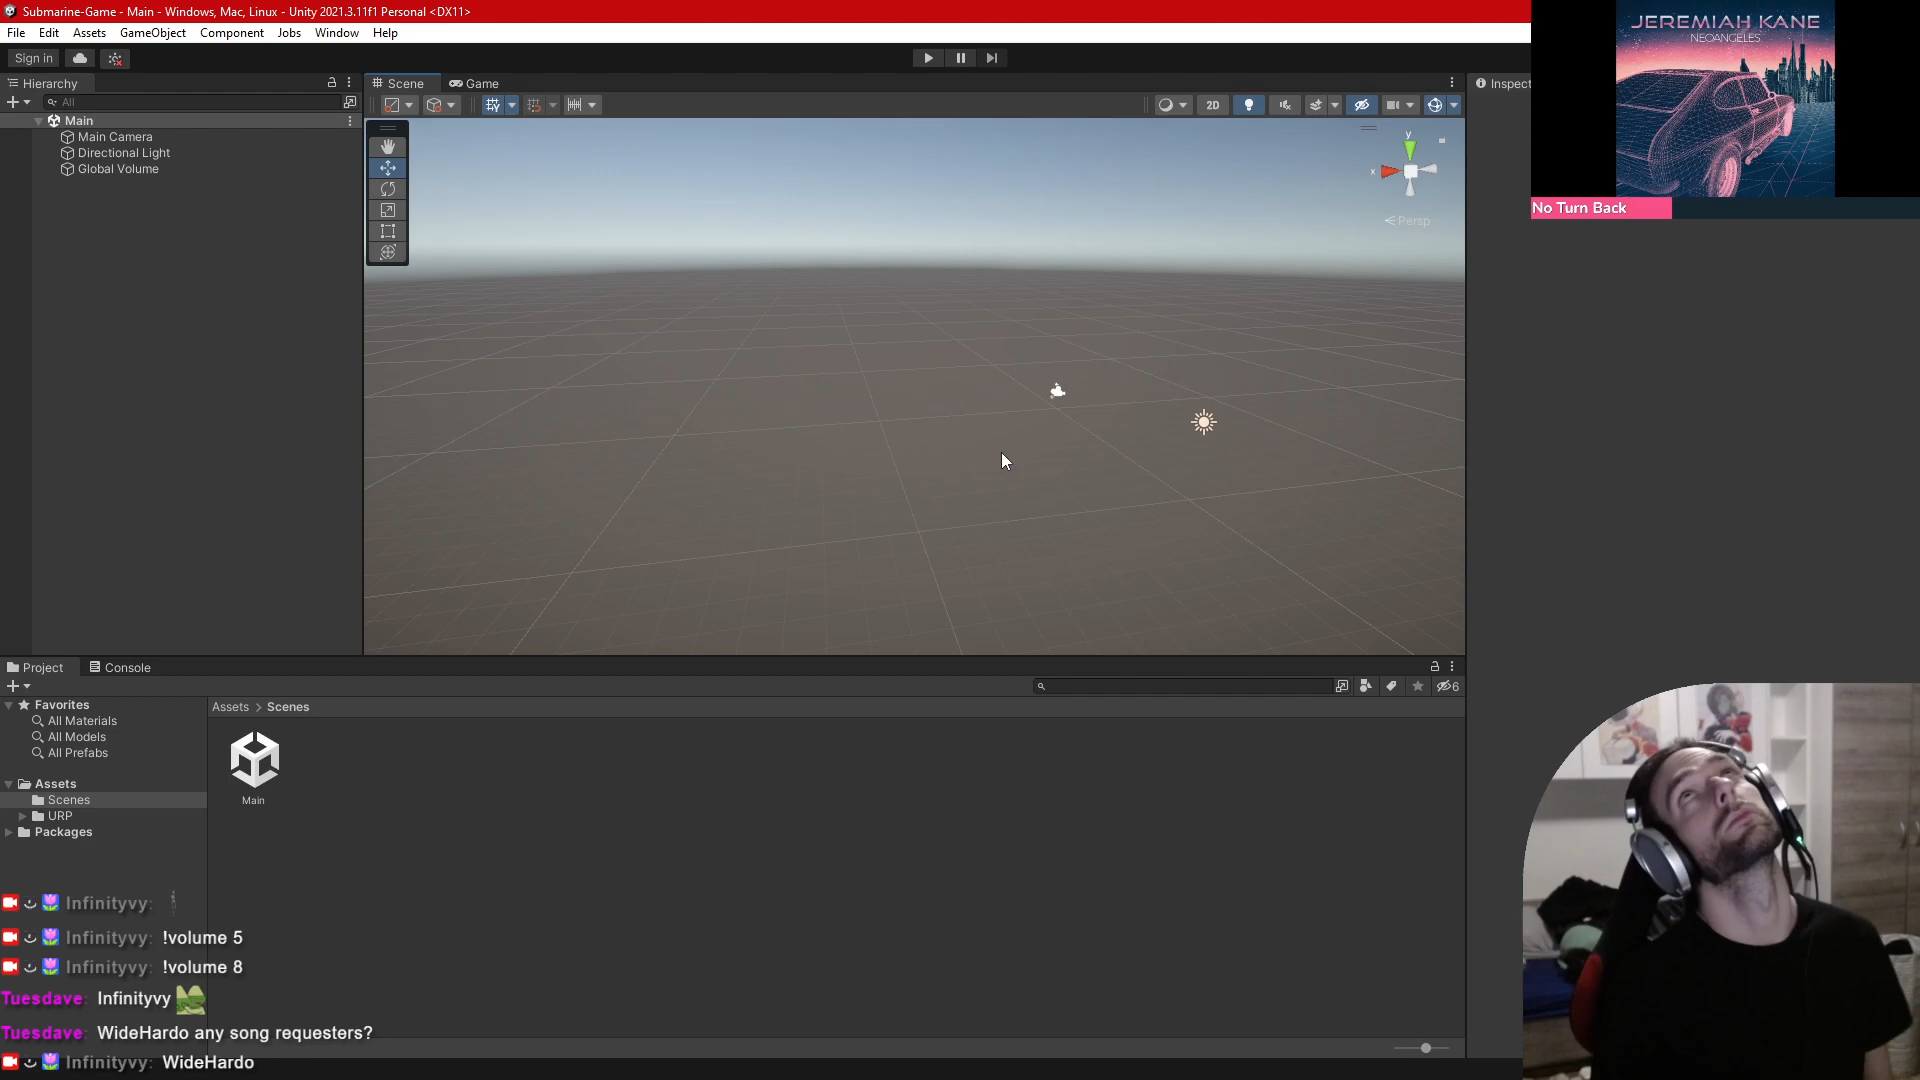 Submarine-Game - Main - Windows, Mac, Linux - Unity 2021.3.11f1 Personal <DX11>
File Edit Assets GameObject Component Jobs Window Help
Sign in
Hierarchy
All
Main
Main Camera
Directional Light
Global Volume
Scene Game
2D
y
x
Persp
Inspect
JEREMIAH KANE
NEOANGELES
No Turn Back
Project Console
6
Favorites
All Materials
All Models
All Prefabs
Assets
Scenes
URP
Packages
Assets > Scenes
Main
Infinityvy:
Infinityvy: !volume 5
Infinityvy: !volume 8
Tuesdave: Infinityvy
Tuesdave: WideHardo any song requesters?
Infinityvy: WideHardo